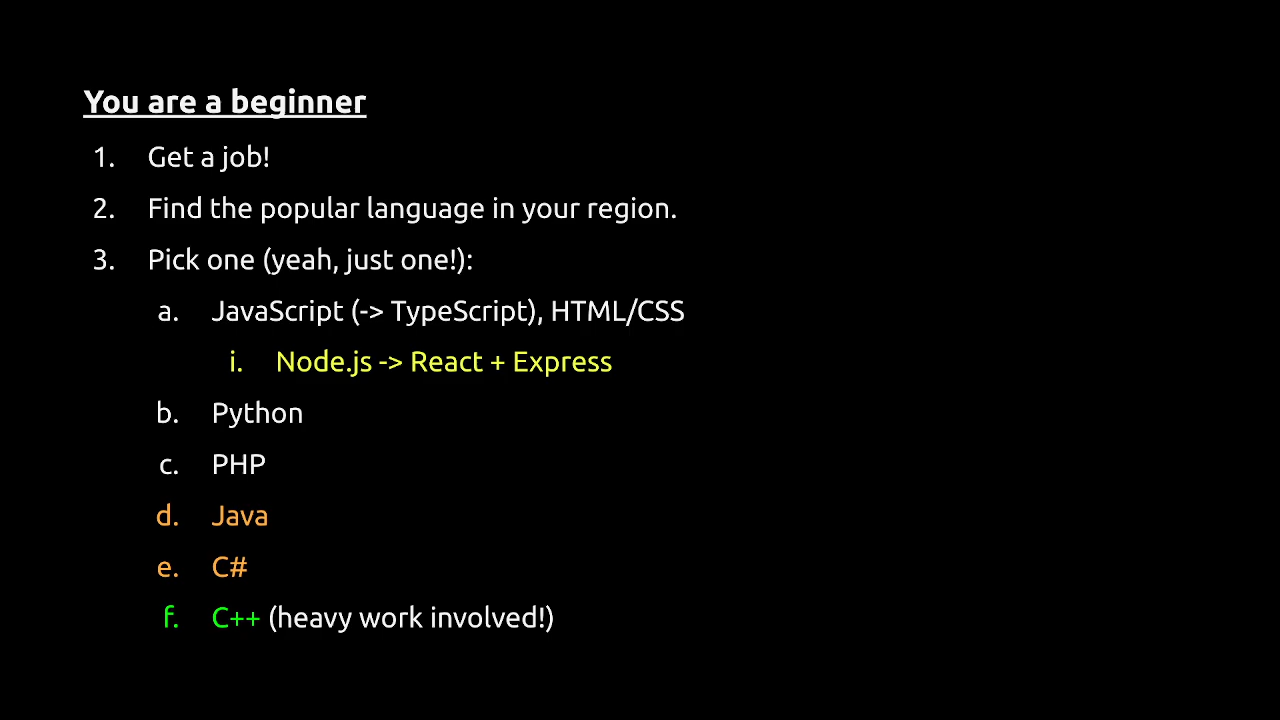 You are a beginner
1. Get a job!
2. Find the popular language in your region.
3. Pick one (yeah, just one!):
a. JavaScript (-> TypeScript), HTML/CSS
i. Node.js -> React + Express
b. Python
c. PHP
d. Java
e. C#
f. C++ (heavy work involved!)